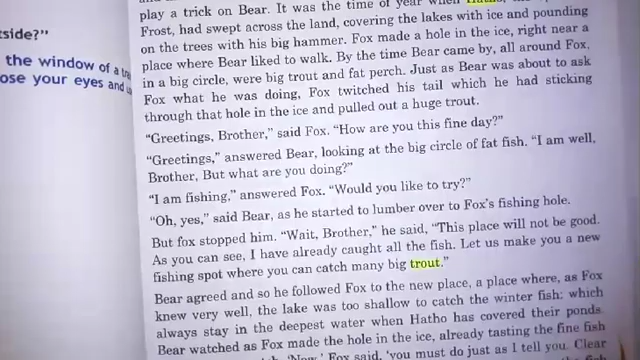 tside?"
the window of a tra
ose your eyes and
play a trick on Bear. It was the time of year when Hatho,
Frost, had swept across the land, covering the lakes with ice and pounding
on the trees with his big hammer. Fox made a hole in the ice, right near a
place where Bear liked to walk. By the time Bear came by, all around Fox,
in a big circle, were big trout and fat perch. Just as Bear was about to ask
Fox what he was doing, Fox twitched his tail which he had sticking
through that hole in the ice and pulled out a huge trout.
“Greetings, Brother,” said Fox. “How are you this fine day?”
“Greetings,” answered Bear, looking at the big circle of fat fish. “I am well,
Brother, But what are you doing?”
“I am fishing,” answered Fox. “Would you like to try?”
“Oh, yes,” said Bear, as he started to lumber over to Fox’s fishing hole.
But fox stopped him. “Wait, Brother,” he said, “This place will not be good.
As you can see, I have already caught all the fish. Let us make you a new
fishing spot where you can catch many big trout.”
Bear agreed and so he followed Fox to the new place, a place where, as Fox
knew very well, the lake was too shallow to catch the winter fish: which
always stay in the deepest water when Hatho has covered their ponds.
Bear watched as Fox made the hole in the ice, already tasting the fine fish
‘Now,’ Fox said, ‘you must do just as I tell you. Clear